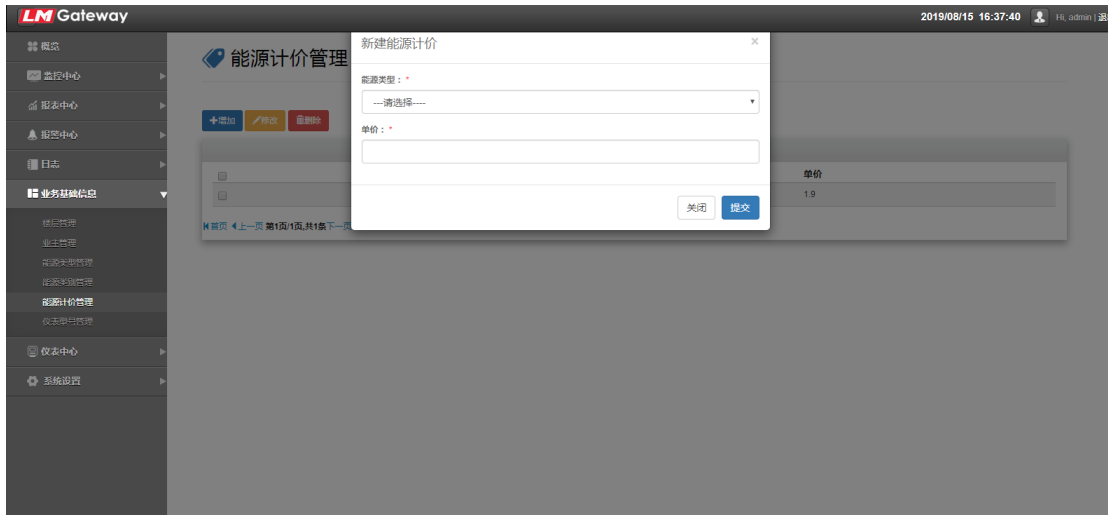 LM Gateway
2019/08/15 16:37:40 Hi, admin | 退
概览
监控中心
报表中心
报警中心
日志
业务基础信息
楼层管理
业主管理
能源类型管理
能源类别管理
能源计价管理
仪表型号管理
仪表中心
系统设置
能源计价管理
增加 修改 删除
单价
1.9
首页 上一页 第1页/1页,共1条 下一页
新建能源计价 ×
能源类型：*
---请选择----
单价：*
关闭 提交